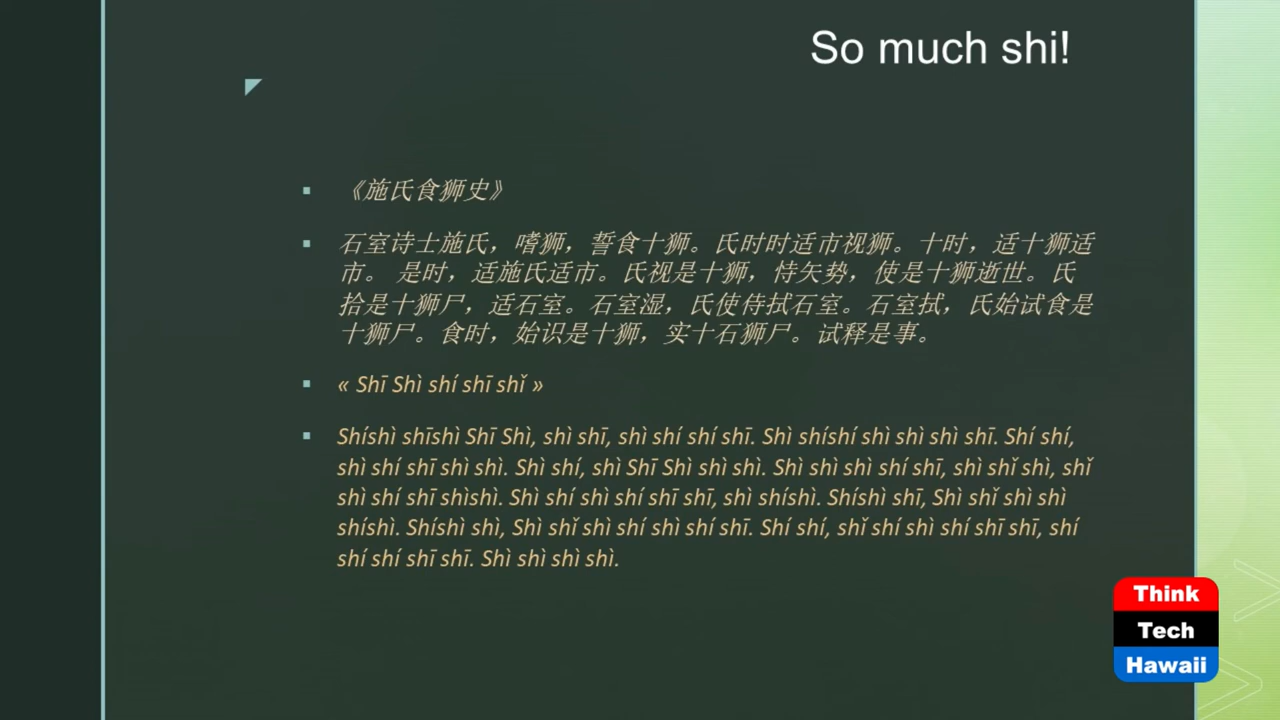 So much shi!
《施氏食狮史》
石室诗士施氏，嗜狮，誓食十狮。氏时时适市视狮。十时，适十狮适
市。 是时，适施氏适市。氏视是十狮，恃矢势，使是十狮逝世。氏
拾是十狮尸，适石室。石室湿，氏使侍拭石室。石室拭，氏始试食是
十狮尸。食时，始识是十狮，实十石狮尸。试释是事。
« Shī Shì shí shī shǐ »
Shíshì shīshì Shī Shì, shì shī, shì shí shí shī. Shì shíshí shì shì shì shī. Shí shí,
shì shí shī shì shì. Shì shí, shì Shī Shì shì shì. Shì shì shì shí shī, shì shǐ shì, shǐ
shì shí shī shìshì. Shì shí shì shí shī shī, shì shíshì. Shíshì shī, Shì shǐ shì shì
shíshì. Shíshì shì, Shì shǐ shì shí shì shí shī. Shí shí, shǐ shí shì shí shī shī, shí
shí shí shī shī. Shì shì shì shì.
Think
Tech
Hawaii